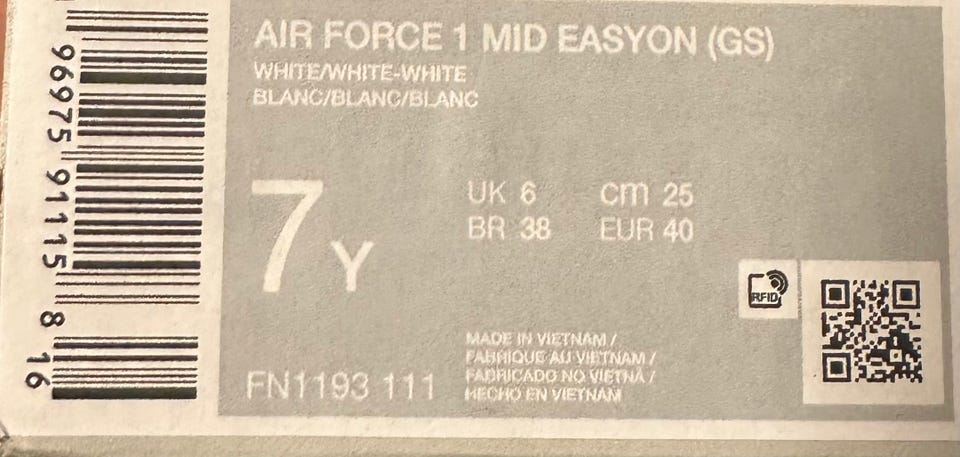 AIR FORCE 1 MID EASYON (GS)
WHITE/WHITE-WHITE
BLANC/BLANC/BLANC
7 Y
UK 6 cm 25
BR 38 EUR 40
RFID
MADE IN VIETNAM /
FABRIQUE AU VIETNAM /
FABRICADO NO VIETNÃ /
HECHO EN VIETNAM
FN1193 111
96975 91115 8 16